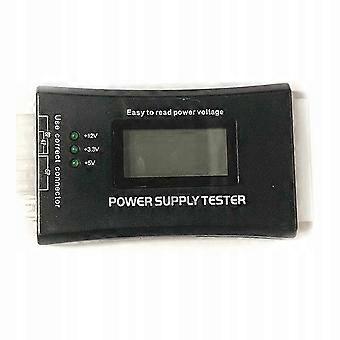 Easy to read power voltage
+12V
+3.3V
+5V
Use correct connector
POWER SUPPLY TESTER